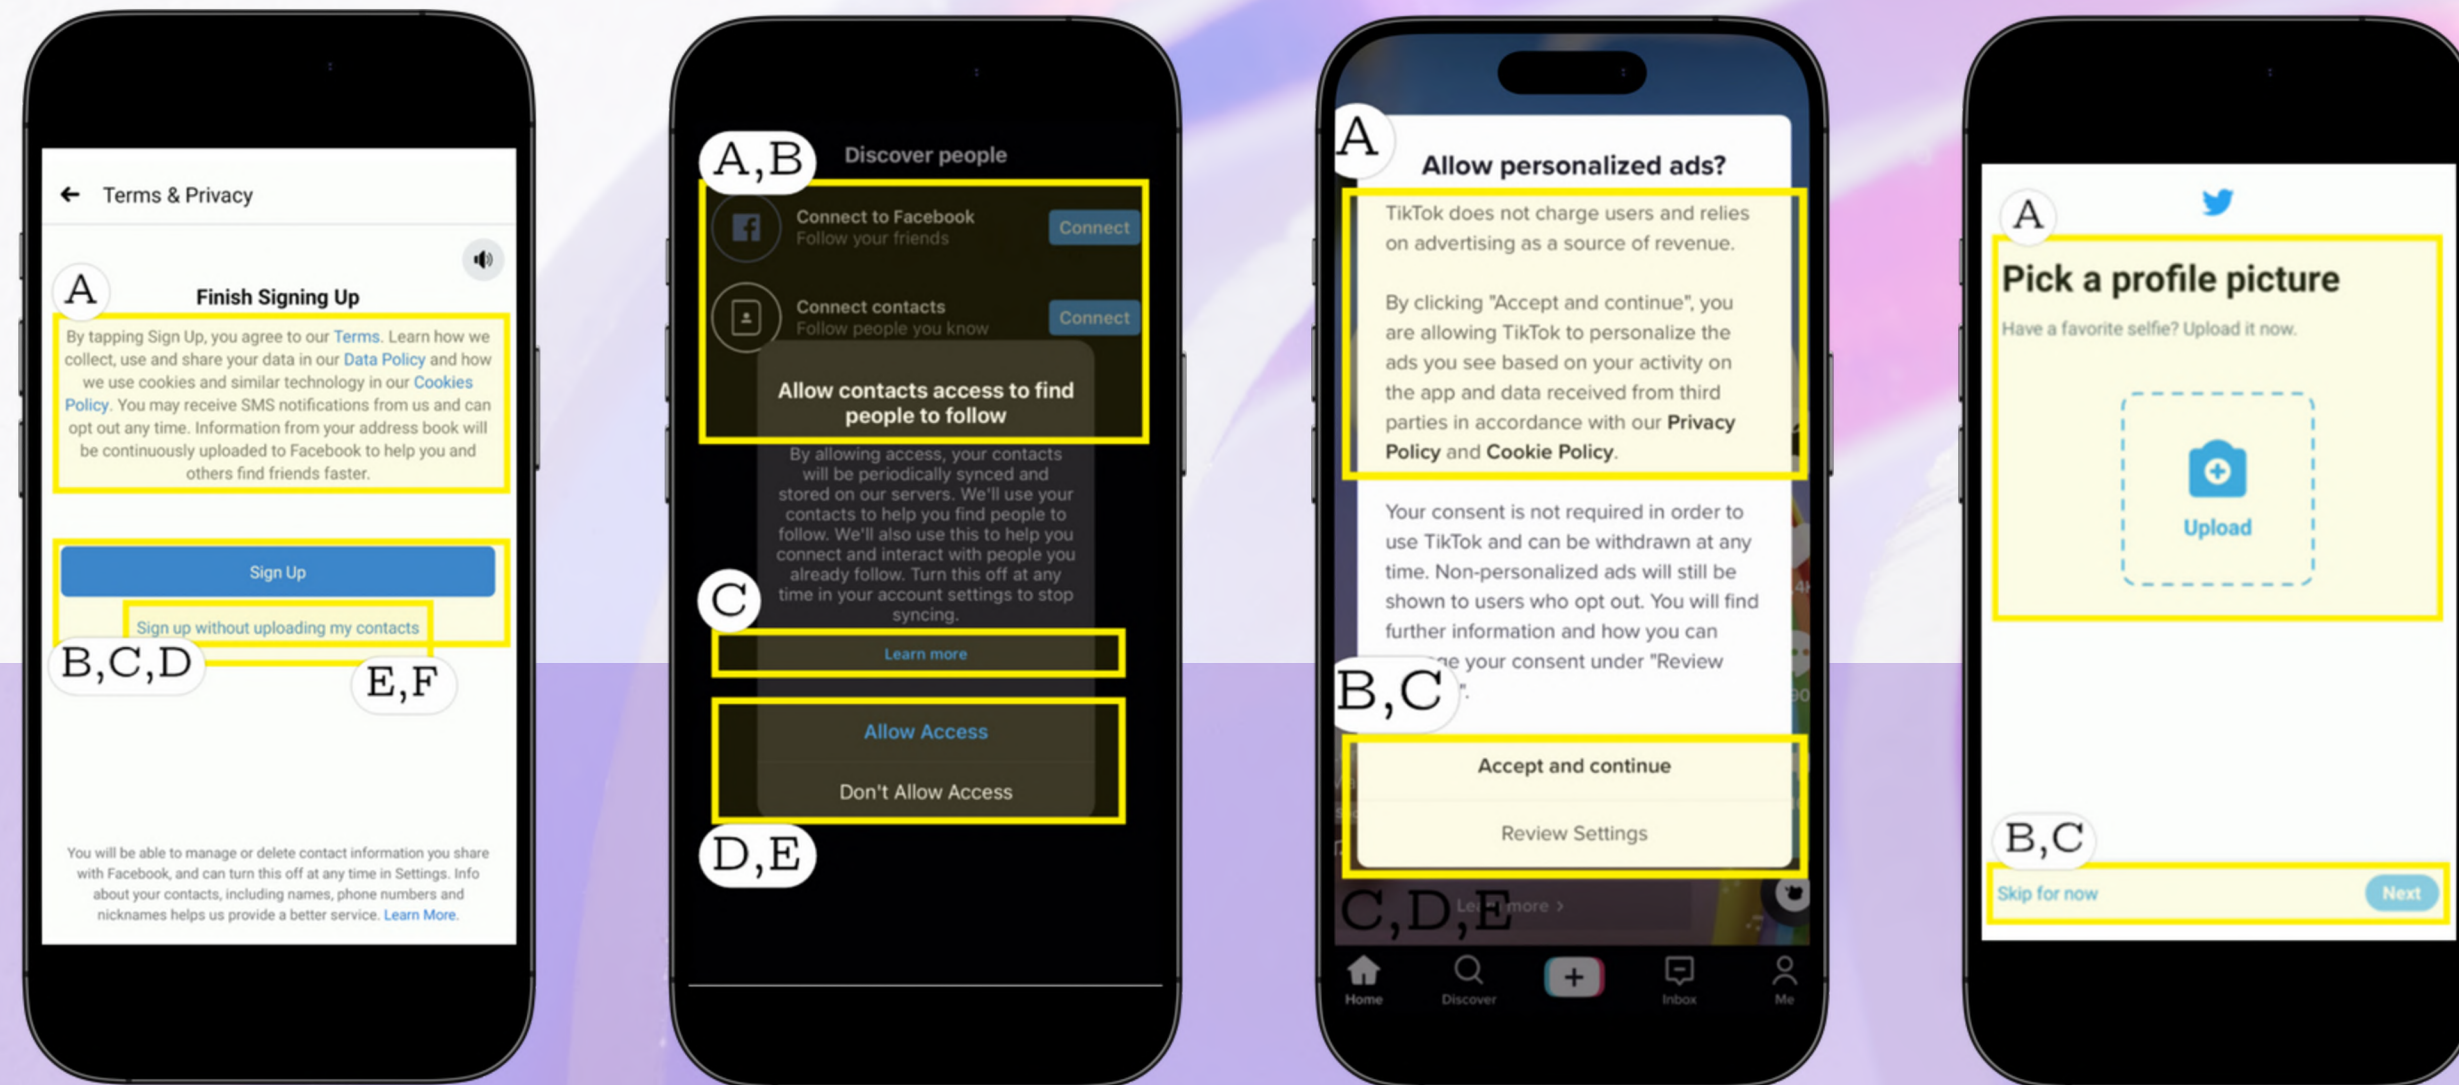 Terms & Privacy
A
Finish Signing Up
By tapping Sign Up, you agree to our Terms. Learn how we
collect, use and share your data in our Data Policy and how
we use cookies and similar technology in our Cookies
Policy. You may receive SMS notifications from us and can
opt out any time. Information from your address book will
be continuously uploaded to Facebook to help you and
others find friends faster.
Sign Up
Sign up without uploading my contacts
B,C,D
E,F
You will be able to manage or delete contact information you share
with Facebook, and can turn this off at any time in Settings. Info
about your contacts, including names, phone numbers and
nicknames helps us provide a better service. Learn More.
A,B
Discover people
Connect to Facebook
Follow your friends
Connect
Connect contacts
Follow people you know
Connect
Allow contacts access to find
people to follow
By allowing access, your contacts
will be periodically synced and
stored on our servers. We'll use your
contacts to help you find people to
follow. We'll also use this to help you
connect and interact with people you
already follow. Turn this off at any
time in your account settings to stop
syncing.
C
Learn more
Allow Access
Don't Allow Access
D,E
A
Allow personalized ads?
TikTok does not charge users and relies
on advertising as a source of revenue.
By clicking "Accept and continue", you
are allowing TikTok to personalize the
ads you see based on your activity on
the app and data received from third
parties in accordance with our Privacy
Policy and Cookie Policy.
Your consent is not required in order to
use TikTok and can be withdrawn at any
time. Non-personalized ads will still be
shown to users who opt out. You will find
further information and how you can
your consent under "Review
".
B,C
Accept and continue
Review Settings
C,D,E
Learn more >
Home
Discover
Inbox
Me
A
Pick a profile picture
Have a favorite selfie? Upload it now.
Upload
B,C
Skip for now
Next